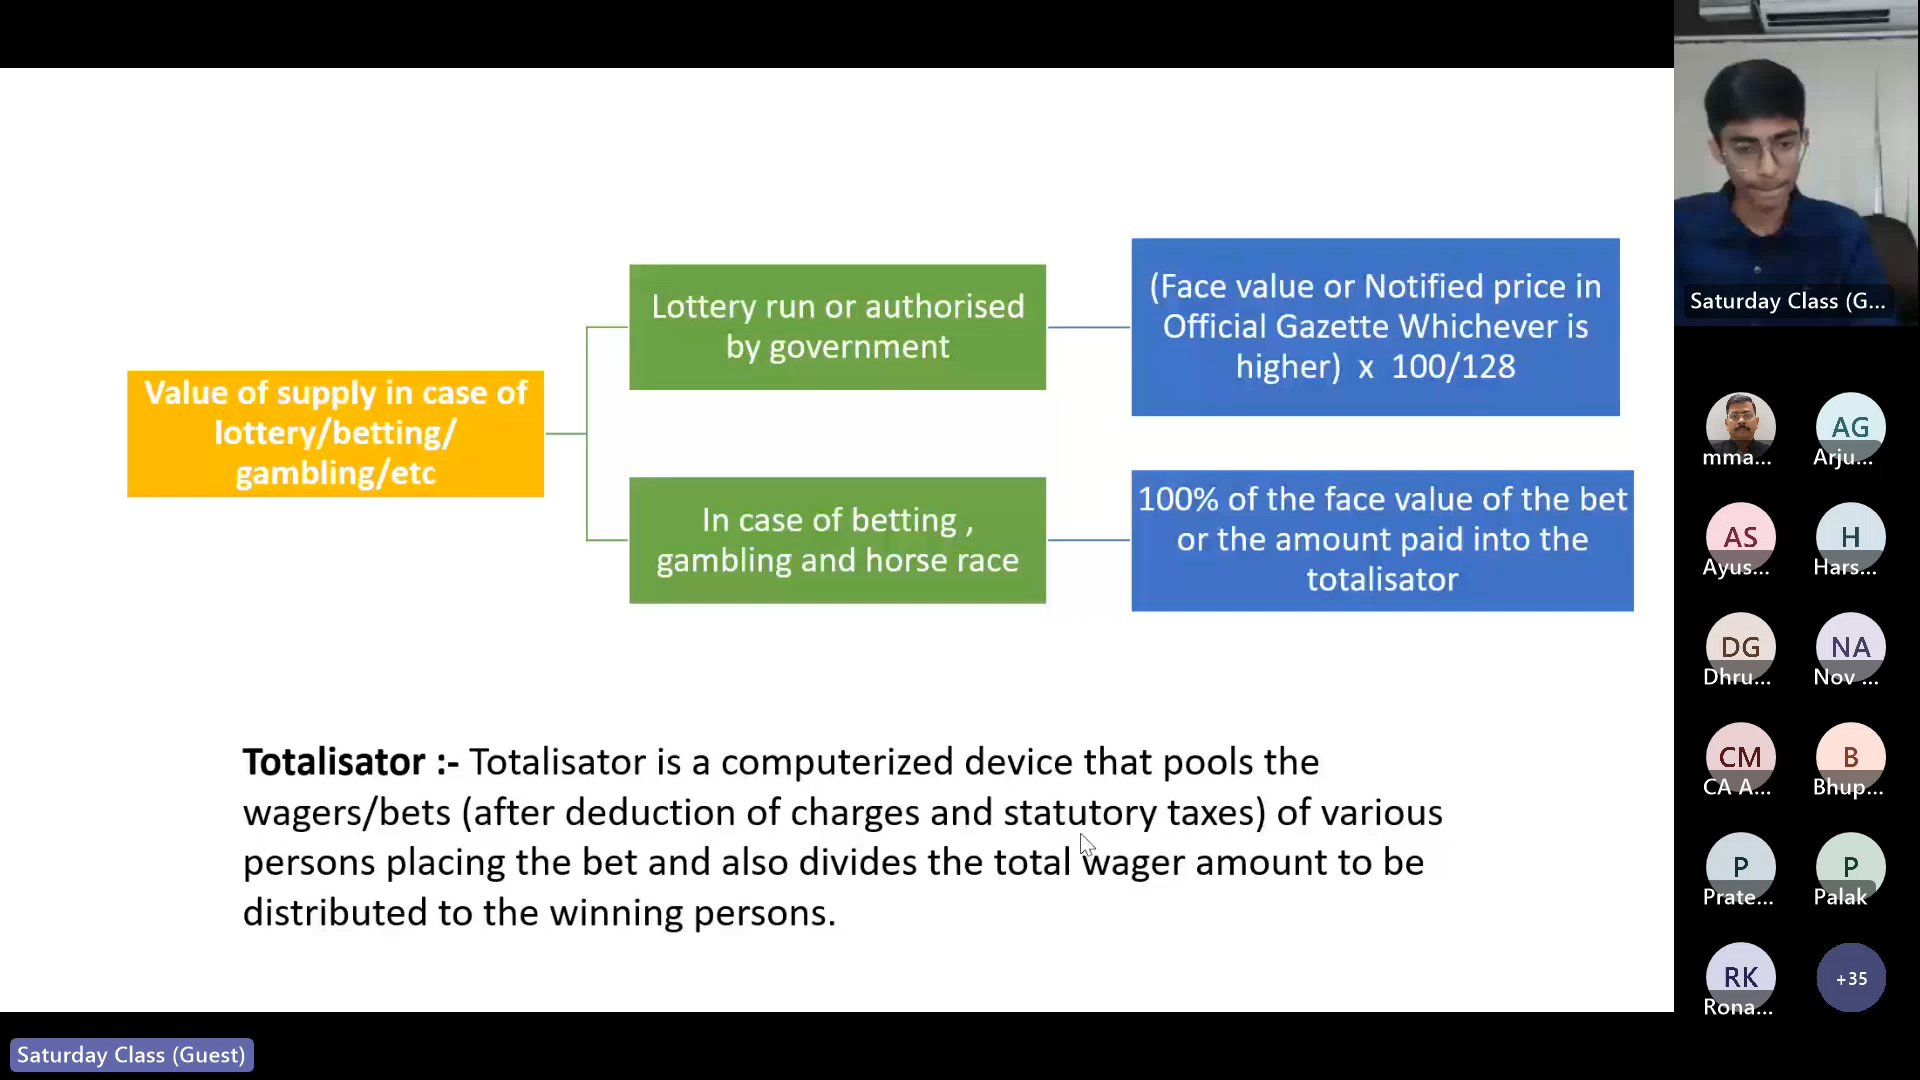 Value of supply in case of
lottery/betting/
gambling/etc
Lottery run or authorised
by government
(Face value or Notified price in
Official Gazette Whichever is
higher) x 100/128
In case of betting ,
gambling and horse race
100% of the face value of the bet
or the amount paid into the
totalisator
Totalisator :- Totalisator is a computerized device that pools the
wagers/bets (after deduction of charges and statutory taxes) of various
persons placing the bet and also divides the total wager amount to be
distributed to the winning persons.
Saturday Class (G...
mma...
AG
Arju...
AS
Ayus...
H
Hars...
DG
Dhru...
NA
Nov ...
CM
CA A...
B
Bhup...
P
Prate...
P
Palak
RK
Rona...
+35
Saturday Class (Guest)